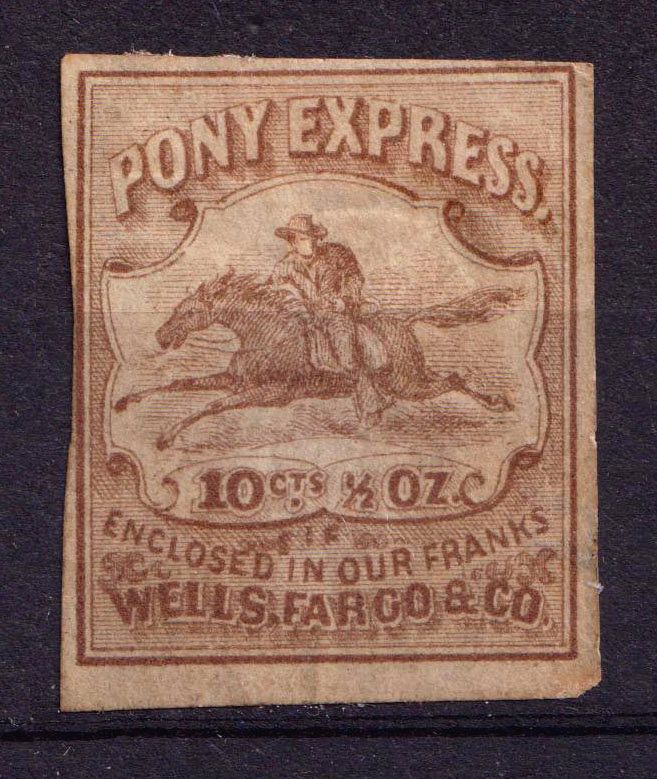 PONY EXPRESS.
10 CTS ½ OZ.
IF
ENCLOSED IN OUR FRANKS
WELLS, FARGO & CO.